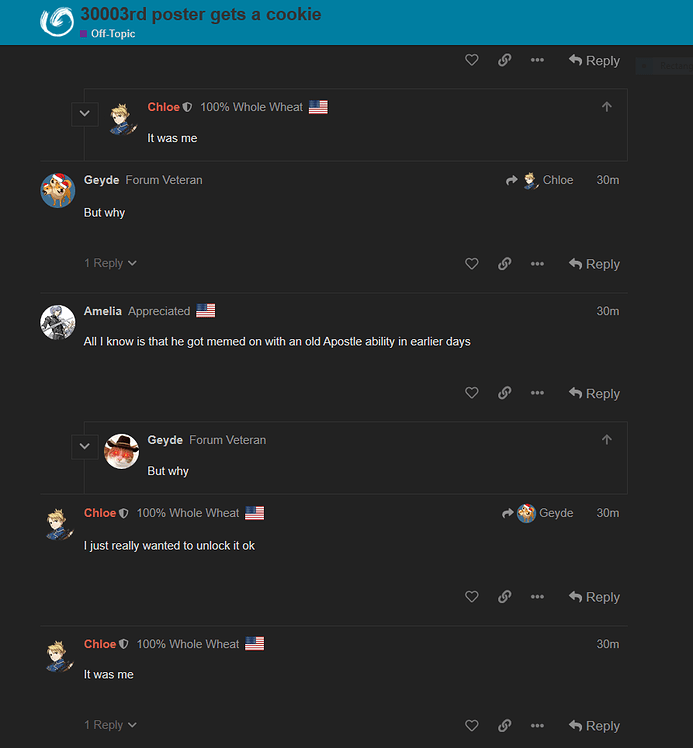 30003rd poster gets a cookie
Off-Topic
Reply
Chloe 100% Whole Wheat
It was me
Geyde Forum Veteran Chloe 30m
But why
1 Reply Reply
Amelia Appreciated 30m
All I know is that he got memed on with an old Apostle ability in earlier days
Reply
Geyde Forum Veteran
But why
Chloe 100% Whole Wheat Geyde 30m
I just really wanted to unlock it ok
Reply
Chloe 100% Whole Wheat 30m
It was me
1 Reply Reply